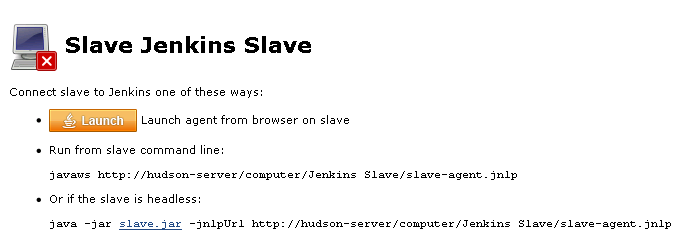 Slave Jenkins Slave
Connect slave to Jenkins one of these ways:
Launch Launch agent from browser on slave
Run from slave command line:
javaws http://hudson-server/computer/Jenkins Slave/slave-agent.jnlp
Or if the slave is headless:
java -jar slave.jar -jnlpUrl http://hudson-server/computer/Jenkins Slave/slave-agent.jnlp